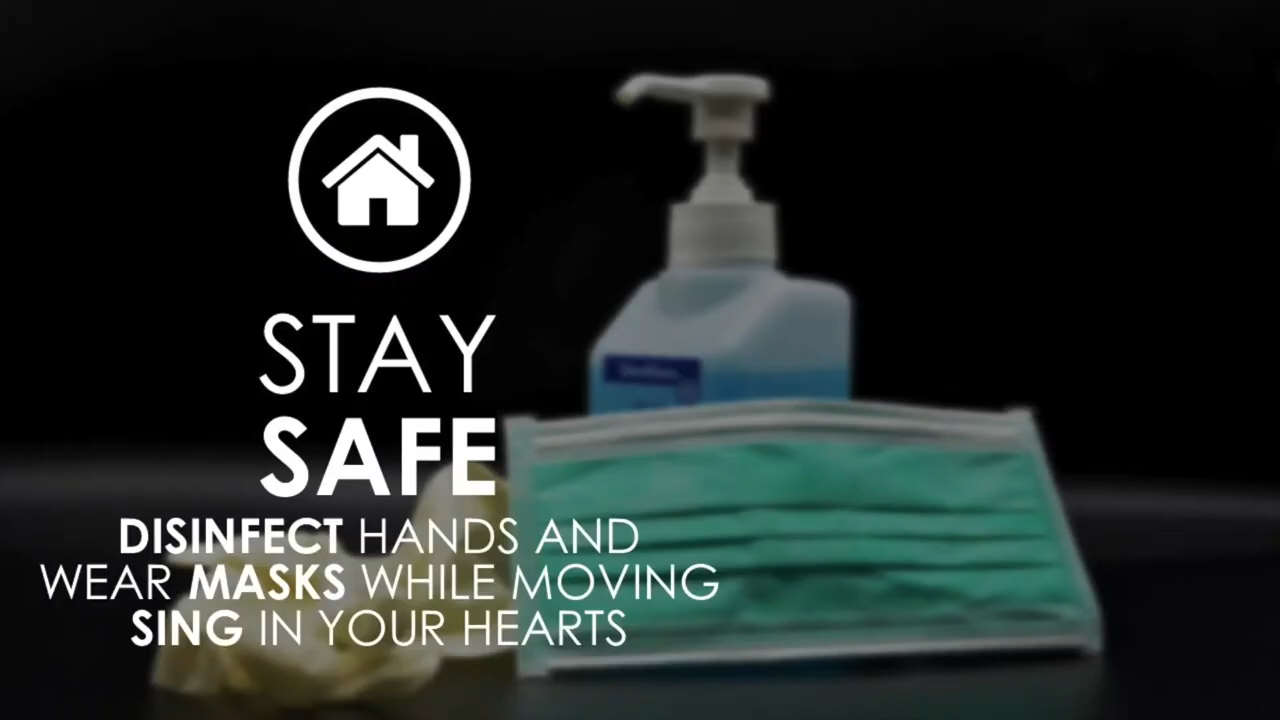 STAY
SAFE
DISINFECT HANDS AND
WEAR MASKS WHILE MOVING
SING IN YOUR HEARTS